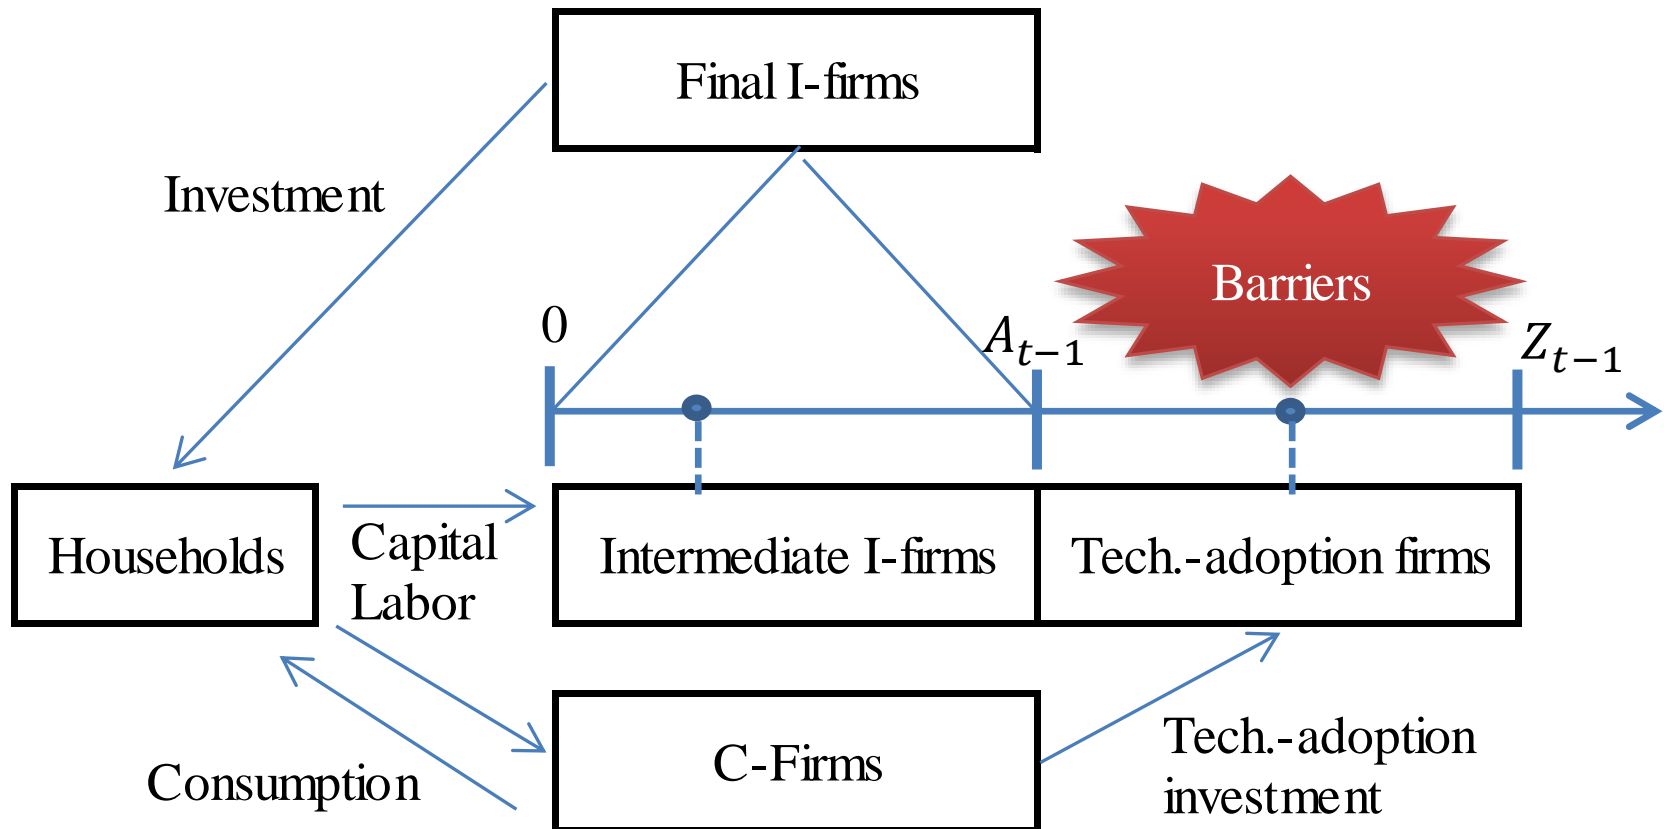 Final I-firms
Investment
Barriers
0
A_{t-1}
Z_{t-1}
Households
Capital
Labor
Intermediate I-firms
Tech.-adoption firms
C-Firms
Consumption
Tech.-adoption
investment